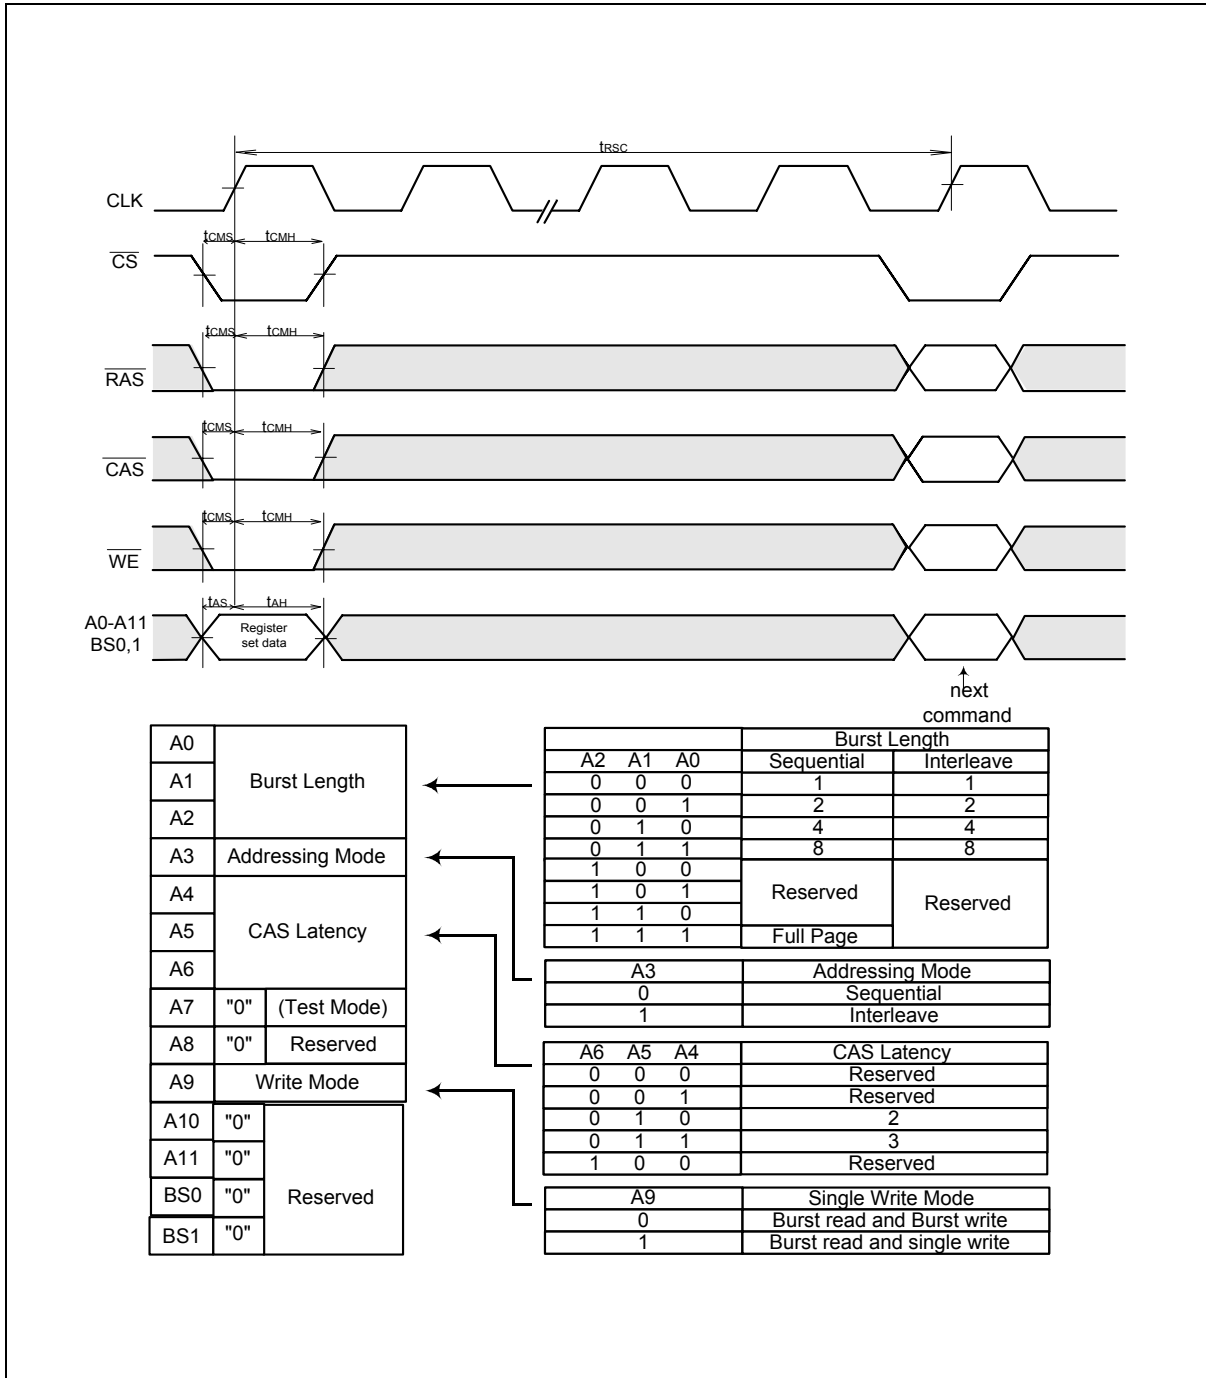 tRSC
CLK
tCMS tCMH
CS
tCMS tCMH
RAS
tCMS tCMH
CAS
tCMS tCMH
WE
tAS tAH
A0-A11
BS0,1
Register
set data
next
command
A0
A1 Burst Length
A2
A3 Addressing Mode
A4
A5 CAS Latency
A6
A7 "0" (Test Mode)
A8 "0" Reserved
A9 Write Mode
A10 "0"
A11 "0"
BS0 "0" Reserved
BS1 "0"
Burst Length
A2 A1 A0 Sequential Interleave
0 0 0 1 1
0 0 1 2 2
0 1 0 4 4
0 1 1 8 8
1 0 0
1 0 1 Reserved Reserved
1 1 0
1 1 1 Full Page
A3 Addressing Mode
0 Sequential
1 Interleave
A6 A5 A4 CAS Latency
0 0 0 Reserved
0 0 1 Reserved
0 1 0 2
0 1 1 3
1 0 0 Reserved
A9 Single Write Mode
0 Burst read and Burst write
1 Burst read and single write